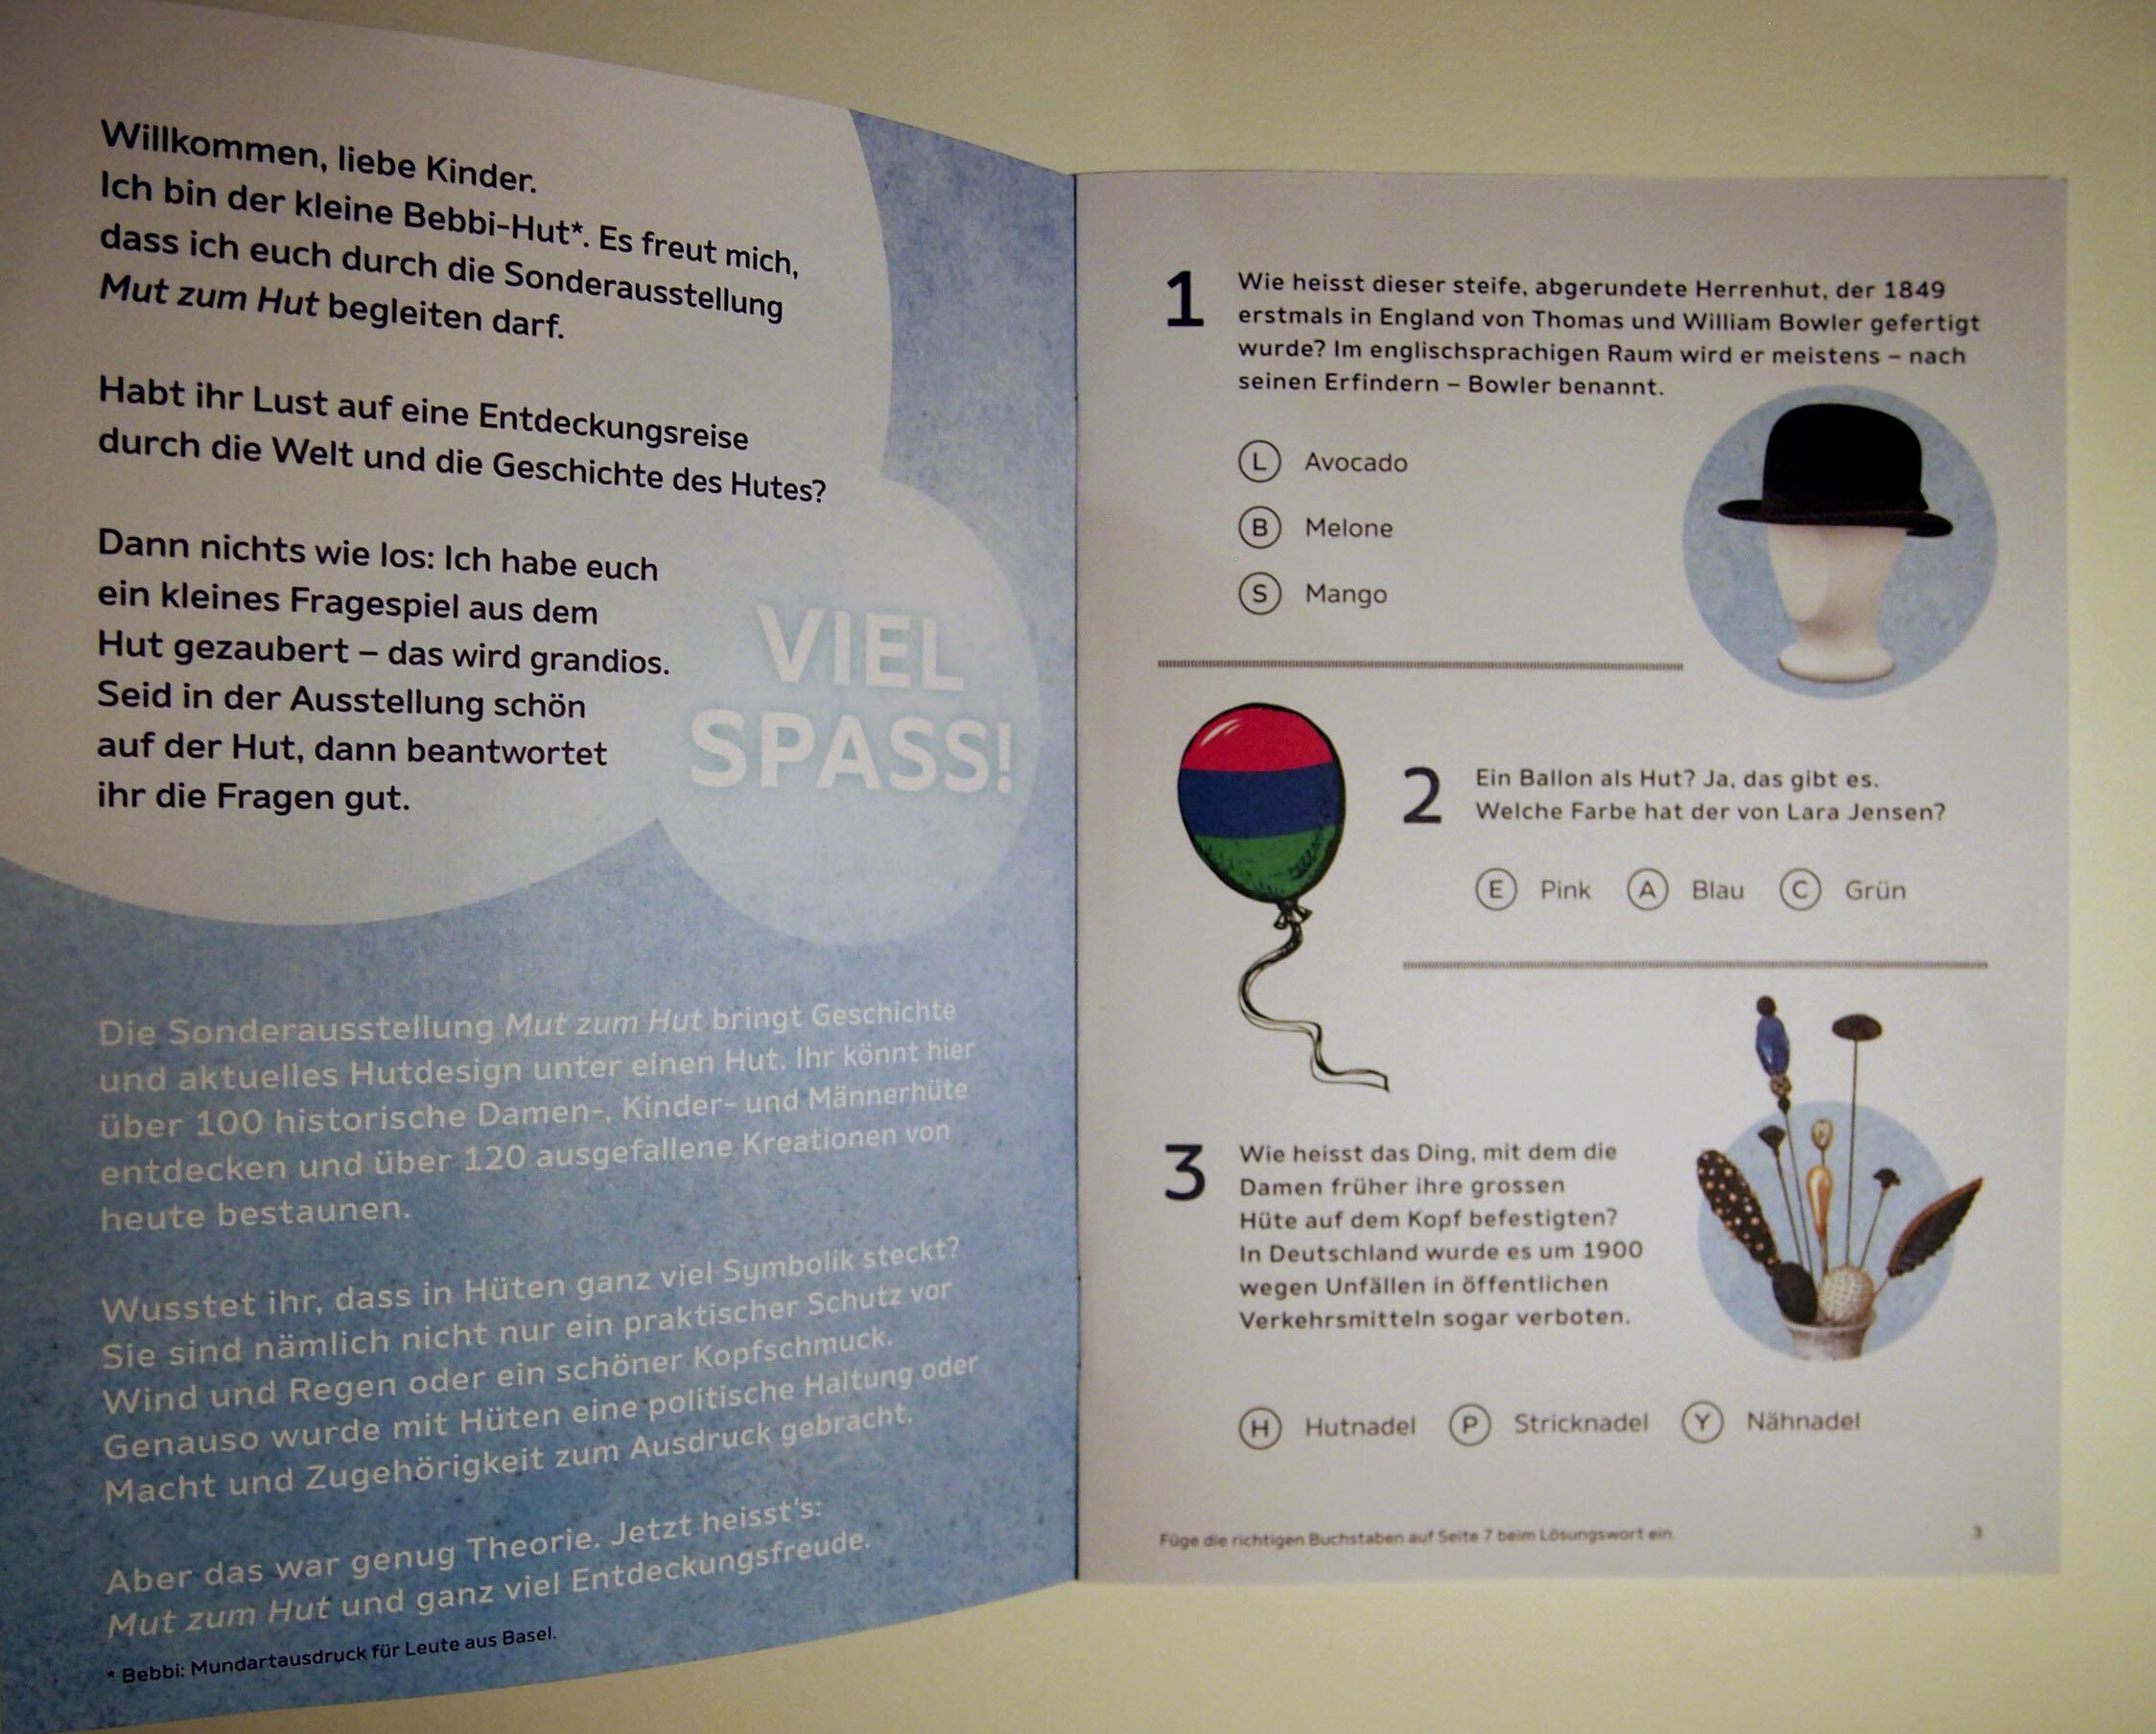 Willkommen, liebe Kinder.
Ich bin der kleine Bebbi-Hut*. Es freut mich,
dass ich euch durch die Sonderausstellung
Mut zum Hut begleiten darf.
Habt ihr Lust auf eine Entdeckungsreise
durch die Welt und die Geschichte des Hutes?
Dann nichts wie los: Ich habe euch
ein kleines Fragespiel aus dem
Hut gezaubert – das wird grandios.
Seid in der Ausstellung schön
auf der Hut, dann beantwortet
ihr die Fragen gut.
VIEL
SPASS!
Die Sonderausstellung Mut zum Hut bringt Geschichte
und aktuelles Hutdesign unter einen Hut. Ihr könnt hier
über 100 historische Damen-, Kinder- und Männerhüte
entdecken und über 120 ausgefallene Kreationen von
heute bestaunen.
Wusstet ihr, dass in Hüten ganz viel Symbolik steckt?
Sie sind nämlich nicht nur ein praktischer Schutz vor
Wind und Regen oder ein schöner Kopfschmuck.
Genauso wurde mit Hüten eine politische Haltung oder
Macht und Zugehörigkeit zum Ausdruck gebracht.
Aber das war genug Theorie. Jetzt heisst's:
Mut zum Hut und ganz viel Entdeckungsfreude.
* Bebbi: Mundartausdruck für Leute aus Basel.
1
Wie heisst dieser steife, abgerundete Herrenhut, der 1849
erstmals in England von Thomas und William Bowler gefertigt
wurde? Im englischsprachigen Raum wird er meistens – nach
seinen Erfindern – Bowler benannt.
L Avocado
B Melone
S Mango
2
Ein Ballon als Hut? Ja, das gibt es.
Welche Farbe hat der von Lara Jensen?
E Pink A Blau C Grün
3
Wie heisst das Ding, mit dem die
Damen früher ihre grossen
Hüte auf dem Kopf befestigten?
In Deutschland wurde es um 1900
wegen Unfällen in öffentlichen
Verkehrsmitteln sogar verboten.
H Hutnadel P Stricknadel Y Nähnadel
Füge die richtigen Buchstaben auf Seite 7 beim Lösungswort ein.
3